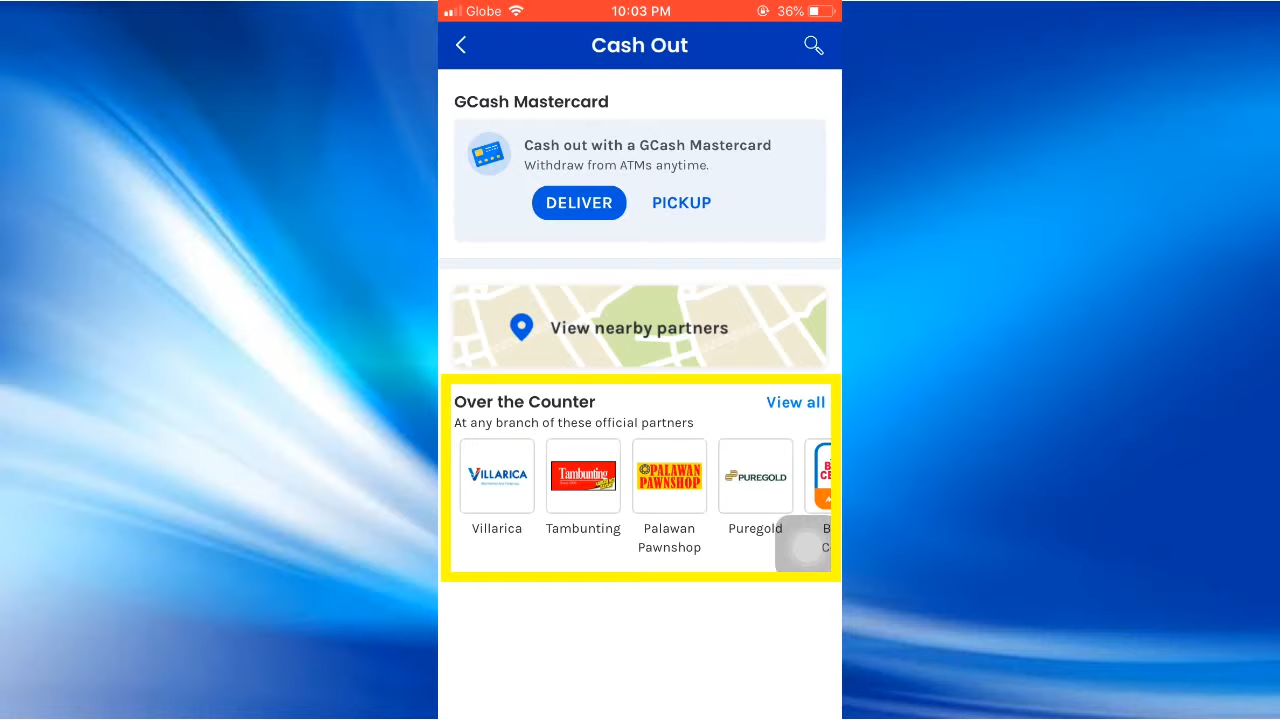 Globe 10:03 PM 36%
Cash Out
GCash Mastercard
Cash out with a GCash Mastercard
Withdraw from ATMs anytime.
DELIVER PICKUP
View nearby partners
Over the Counter View all
At any branch of these official partners
VILLARICA Tambunting PALAWAN PAWNSHOP PUREGOLD
Villarica Tambunting Palawan Puregold B
Pawnshop C